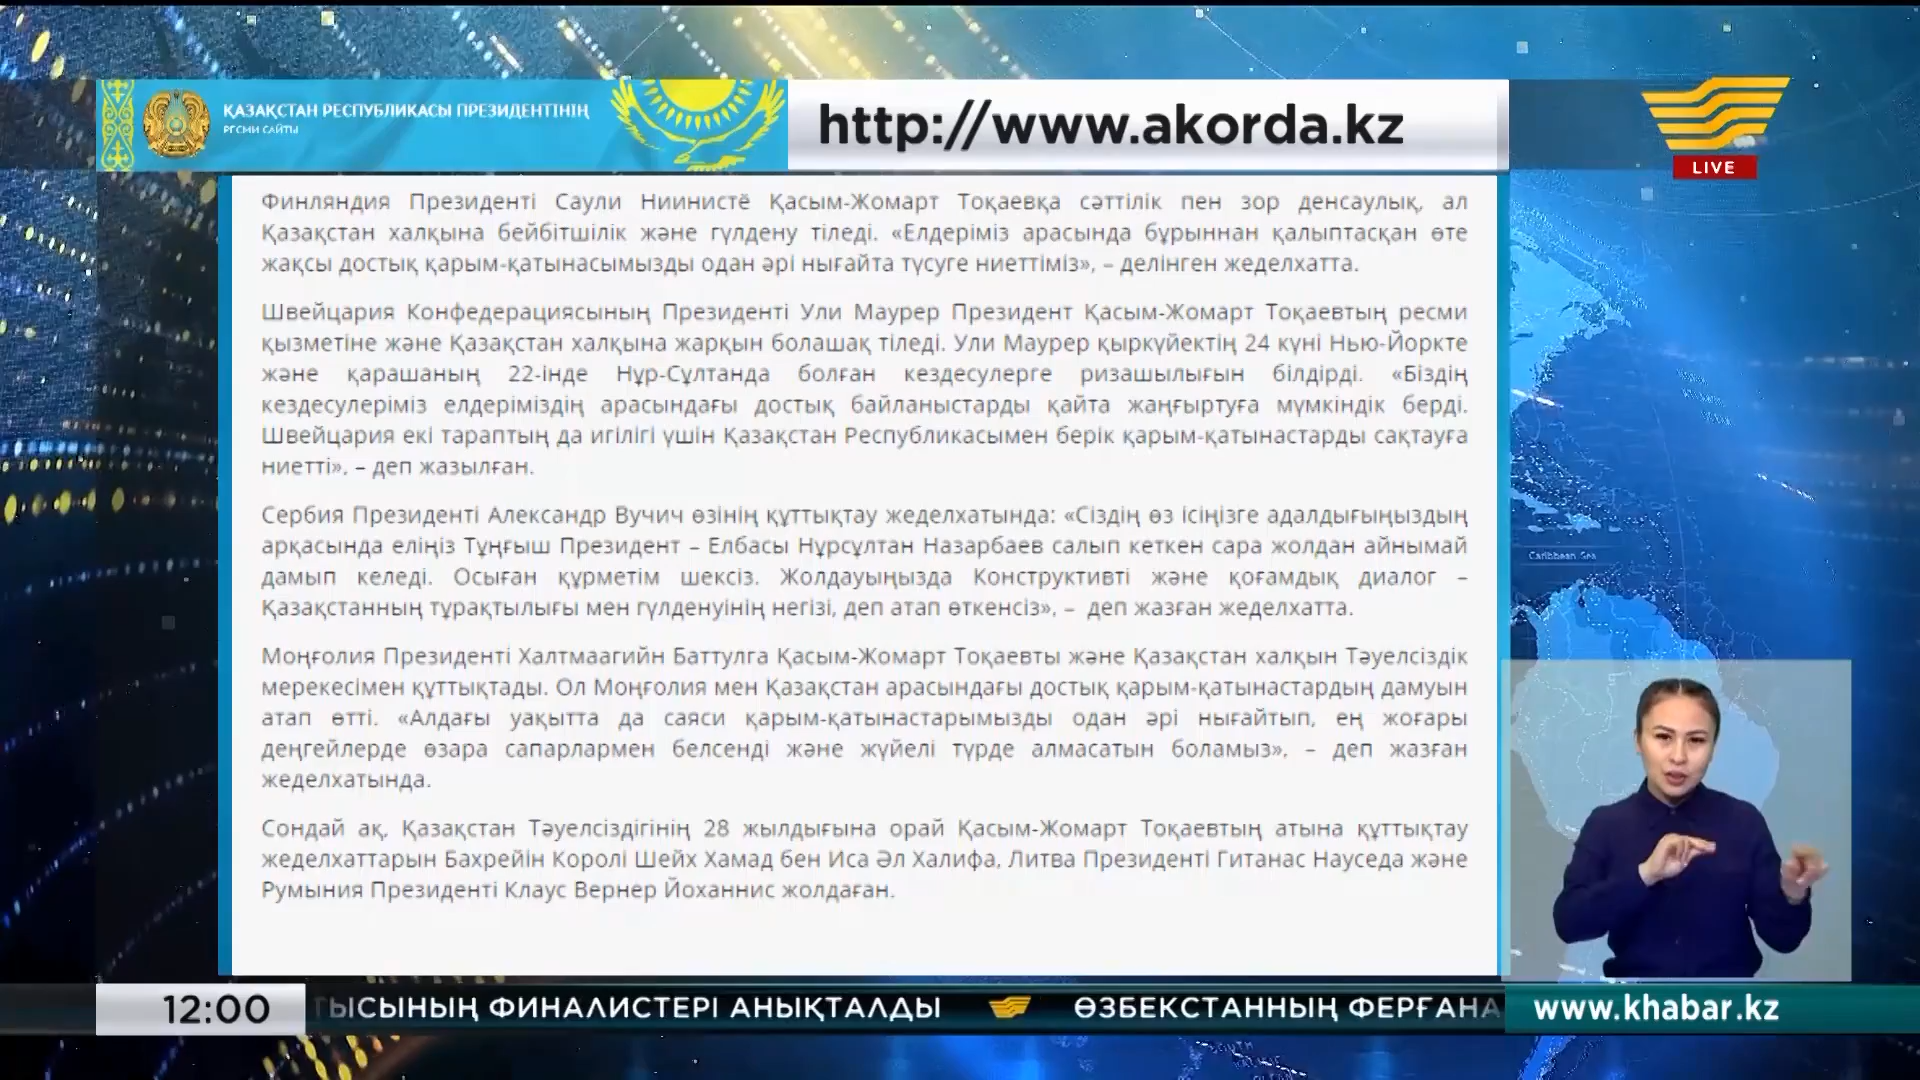 ҚАЗАҚСТАН РЕСПУБЛИКАСЫ ПРЕЗИДЕНТІНІҢ
РЕСМИ САЙТЫ
http://www.akorda.kz
LIVE
Финляндия Президенті Саули Ниинистё Қасым-Жомарт Тоқаевқа сәттілік пен зор денсаулық, ал
Қазақстан халқына бейбітшілік және гүлдену тіледі. «Елдеріміз арасында бұрыннан қалыптасқан өте
жақсы достық қарым-қатынасымызды одан әрі нығайта түсуге ниеттіміз», – делінген жеделхатта.
Швейцария Конфедерациясының Президенті Ули Маурер Президент Қасым-Жомарт Тоқаевтың ресми
қызметіне және Қазақстан халқына жарқын болашақ тіледі. Ули Маурер қыркүйектің 24 күні Нью-Йоркте
және қарашаның 22-інде Нұр-Сұлтанда болған кездесулерге ризашылығын білдірді. «Біздің
кездесулеріміз елдеріміздің арасындағы достық байланыстарды қайта жаңғыртуға мүмкіндік берді.
Швейцария екі тараптың да игілігі үшін Қазақстан Республикасымен берік қарым-қатынастарды сақтауға
ниетті», – деп жазылған.
Сербия Президенті Александр Вучич өзінің құттықтау жеделхатында: «Сіздің өз ісіңізге адалдығыңыздың
арқасында еліңіз Тұңғыш Президент – Елбасы Нұрсұлтан Назарбаев салып кеткен сара жолдан айнымай
дамып келеді. Осыған құрметім шексіз. Жолдауыңызда Конструктивті және қоғамдық диалог –
Қазақстанның тұрақтылығы мен гүлденуінің негізі, деп атап өткенсіз», – деп жазған жеделхатта.
Моңғолия Президенті Халтмаагийн Баттулга Қасым-Жомарт Тоқаевты және Қазақстан халқын Тәуелсіздік
мерекесімен құттықтады. Ол Моңғолия мен Қазақстан арасындағы достық қарым-қатынастардың дамуын
атап өтті. «Алдағы уақытта да саяси қарым-қатынастарымызды одан әрі нығайтып, ең жоғары
деңгейлерде өзара сапарлармен белсенді және жүйелі түрде алмасатын боламыз», – деп жазған
жеделхатында.
Сондай ақ, Қазақстан Тәуелсіздігінің 28 жылдығына орай Қасым-Жомарт Тоқаевтың атына құттықтау
жеделхаттарын Бахрейін Королі Шейх Хамад бен Иса Әл Халифа, Литва Президенті Гитанас Науседа және
Румыния Президенті Клаус Вернер Йоханнис жолдаған.
Caribbean Sea
12:00
ТЫСЫНЫҢ ФИНАЛИСТЕРІ АНЫҚТАЛДЫ ӨЗБЕКСТАННЫҢ ФЕРҒАНА
www.khabar.kz